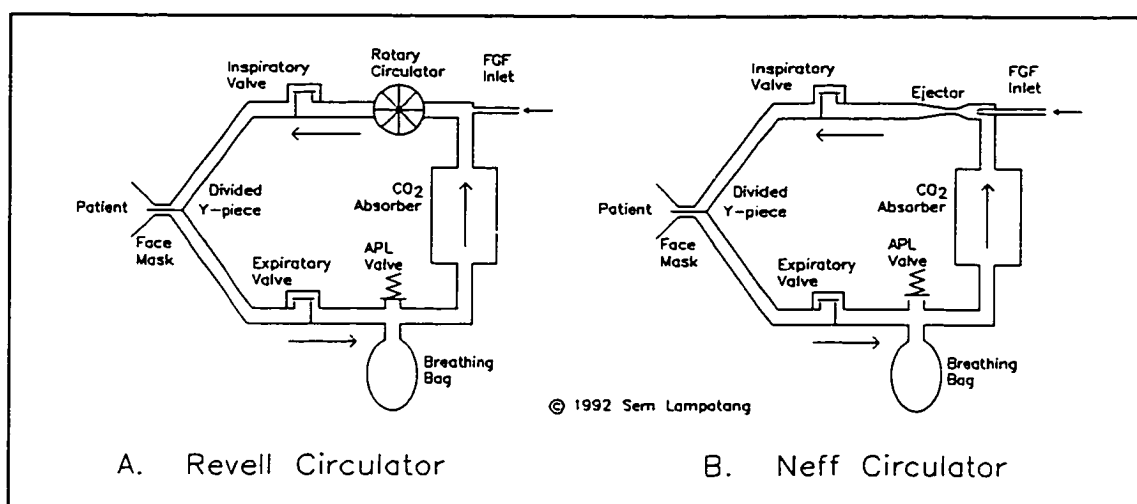 Inspiratory
Valve
Rotary
Circulator
FGF
Inlet
Patient
Divided
Y-piece
Face
Mask
CO2
Absorber
APL
Valve
Expiratory
Valve
Breathing
Bag
A. Revell Circulator
Inspiratory
Valve
Ejector
FGF
Inlet
Patient
Divided
Y-piece
Face
Mask
CO2
Absorber
APL
Valve
Expiratory
Valve
Breathing
Bag
© 1992 Sem Lampotang
B. Neff Circulator